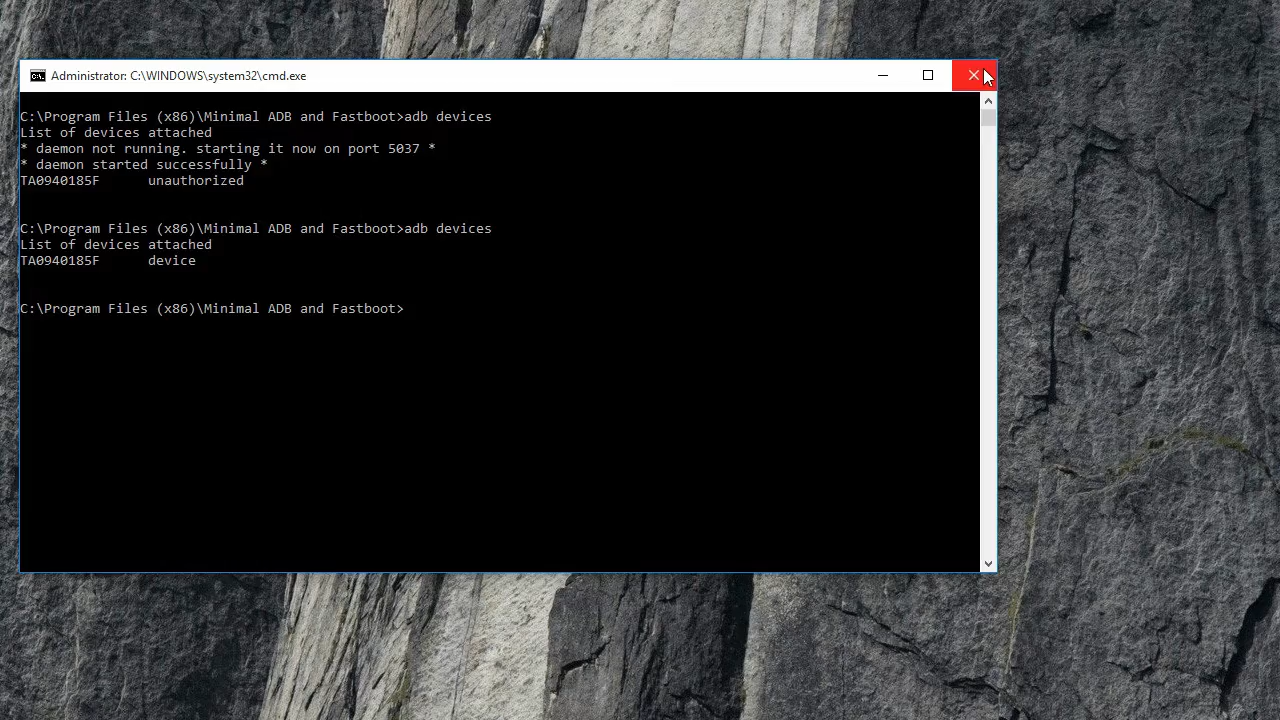 Administrator: C:\WINDOWS\system32\cmd.exe
C:\Program Files (x86)\Minimal ADB and Fastboot>adb devices
List of devices attached
* daemon not running. starting it now on port 5037 *
* daemon started successfully *
TA0940185F      unauthorized
C:\Program Files (x86)\Minimal ADB and Fastboot>adb devices
List of devices attached
TA0940185F      device
C:\Program Files (x86)\Minimal ADB and Fastboot>